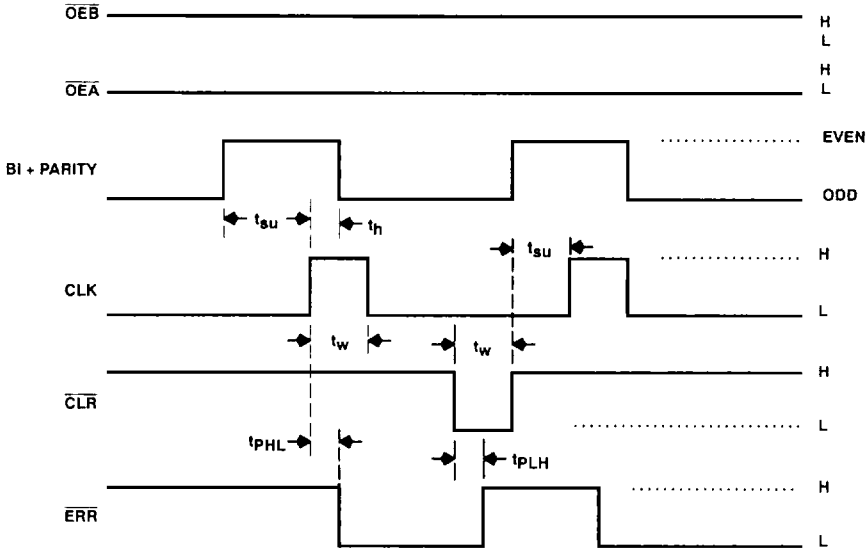 OEB
H
L
OEA
H
L
BI + PARITY
EVEN
ODD
tsu
th
tsu
CLK
H
L
tw
tw
CLR
H
L
tPHL
tPLH
ERR
H
L